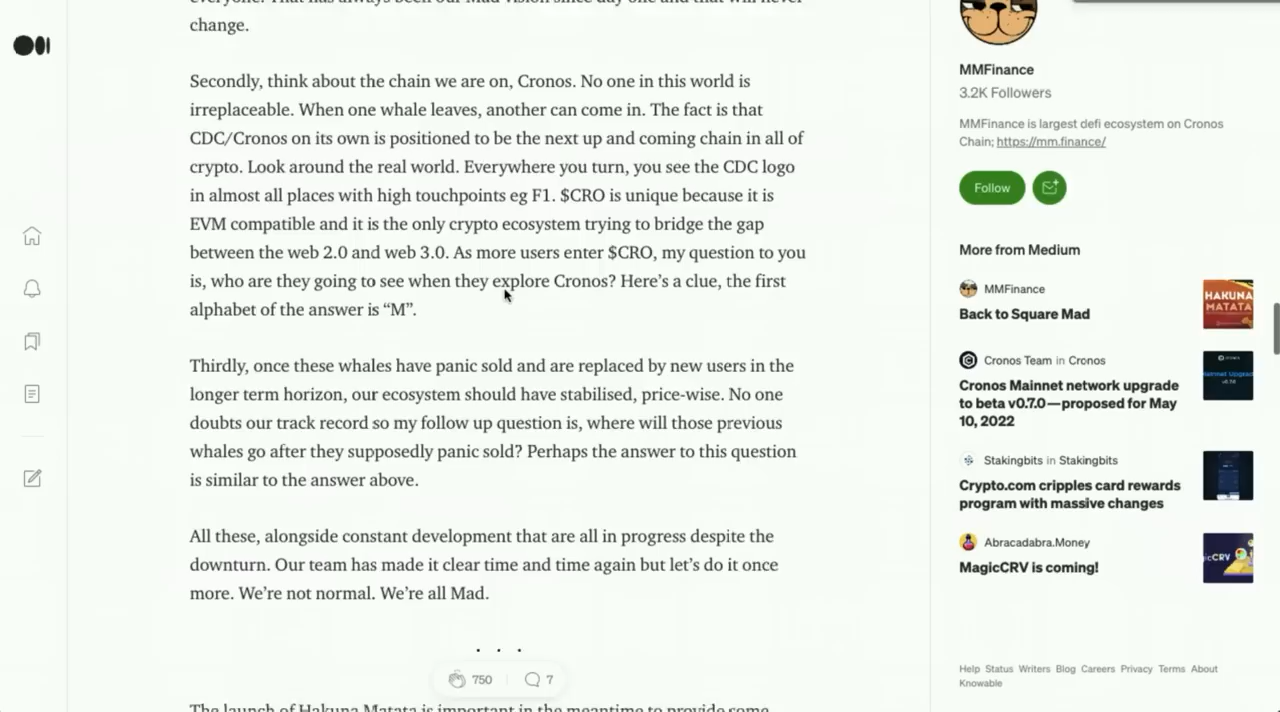 everyone. That has always been our Mad vision since day one and that will never
change.
Secondly, think about the chain we are on, Cronos. No one in this world is
irreplaceable. When one whale leaves, another can come in. The fact is that
CDC/Cronos on its own is positioned to be the next up and coming chain in all of
crypto. Look around the real world. Everywhere you turn, you see the CDC logo
in almost all places with high touchpoints eg F1. $CRO is unique because it is
EVM compatible and it is the only crypto ecosystem trying to bridge the gap
between the web 2.0 and web 3.0. As more users enter $CRO, my question to you
is, who are they going to see when they explore Cronos? Here's a clue, the first
alphabet of the answer is “M”.
Thirdly, once these whales have panic sold and are replaced by new users in the
longer term horizon, our ecosystem should have stabilised, price-wise. No one
doubts our track record so my follow up question is, where will those previous
whales go after they supposedly panic sold? Perhaps the answer to this question
is similar to the answer above.
All these, alongside constant development that are all in progress despite the
downturn. Our team has made it clear time and time again but let's do it once
more. We're not normal. We're all Mad.
. . .
750
7
The launch of Hakuna Matata is important in the meantime to provide some
MMFinance
3.2K Followers
MMFinance is largest defi ecosystem on Cronos
Chain; https://mm.finance/
Follow
More from Medium
MMFinance
Back to Square Mad
HAKUNA
MATATA
Cronos Team in Cronos
Cronos Mainnet network upgrade
to beta v0.7.0—proposed for May
10, 2022
Stakingbits in Stakingbits
Crypto.com cripples card rewards
program with massive changes
Abracadabra.Money
MagicCRV is coming!
icCRV
Help Status Writers Blog Careers Privacy Terms About
Knowable